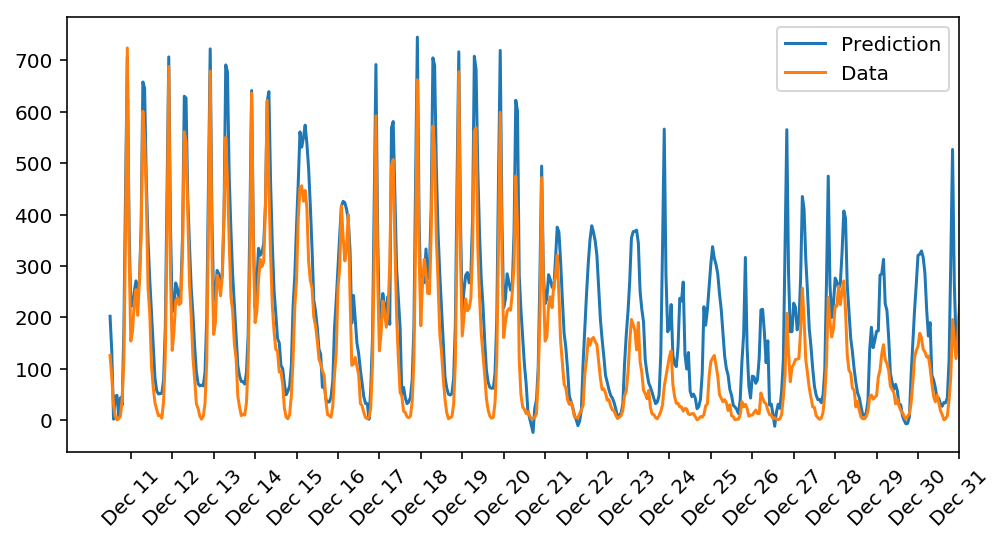 700
600
500
400
300
200
100
0
Prediction
Data
Dec 11
Dec 12
Dec 13
Dec 14
Dec 15
Dec 16
Dec 17
Dec 18
Dec 19
Dec 20
Dec 21
Dec 22
Dec 23
Dec 24
Dec 25
Dec 26
Dec 27
Dec 28
Dec 29
Dec 30
Dec 31